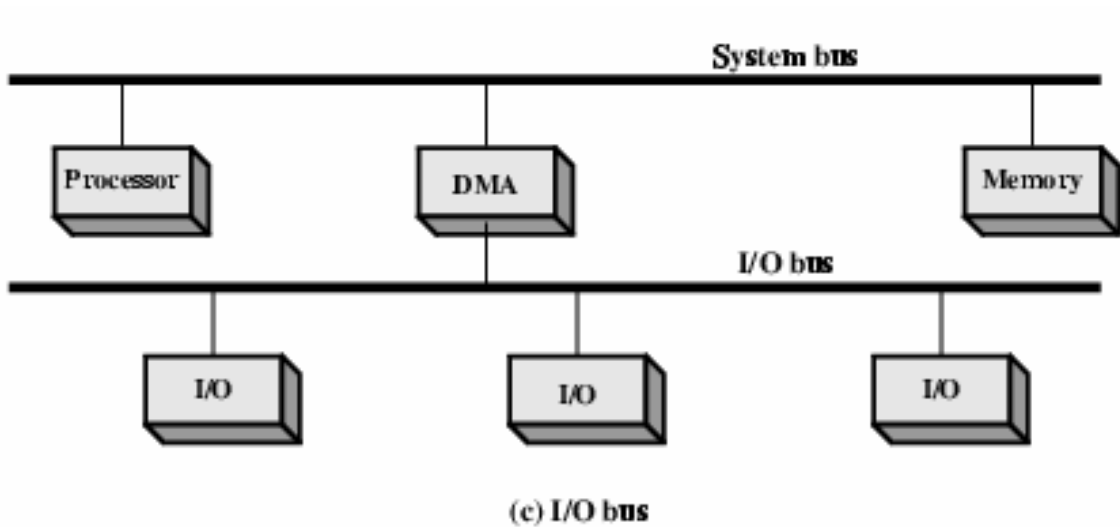 System bus
Processor
DMA
Memory
I/O bus
I/O
I/O
I/O
(c) I/O bus